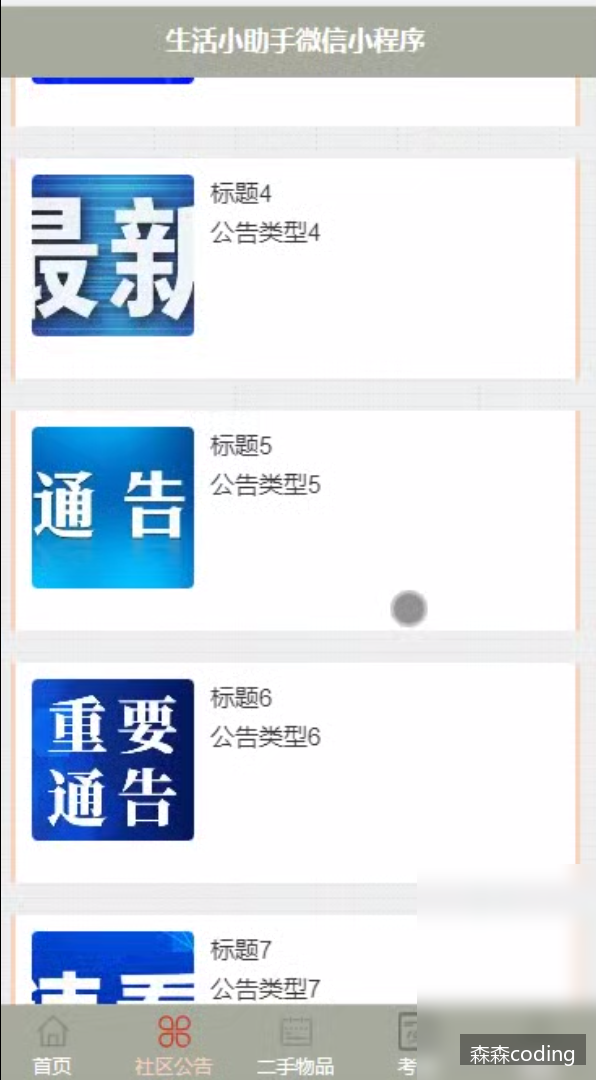 生活小助手微信小程序
最新
标题4
公告类型4
通告
标题5
公告类型5
重要
通告
标题6
公告类型6
标题7
公告类型7
首页
社区公告
二手物品
考
森森coding